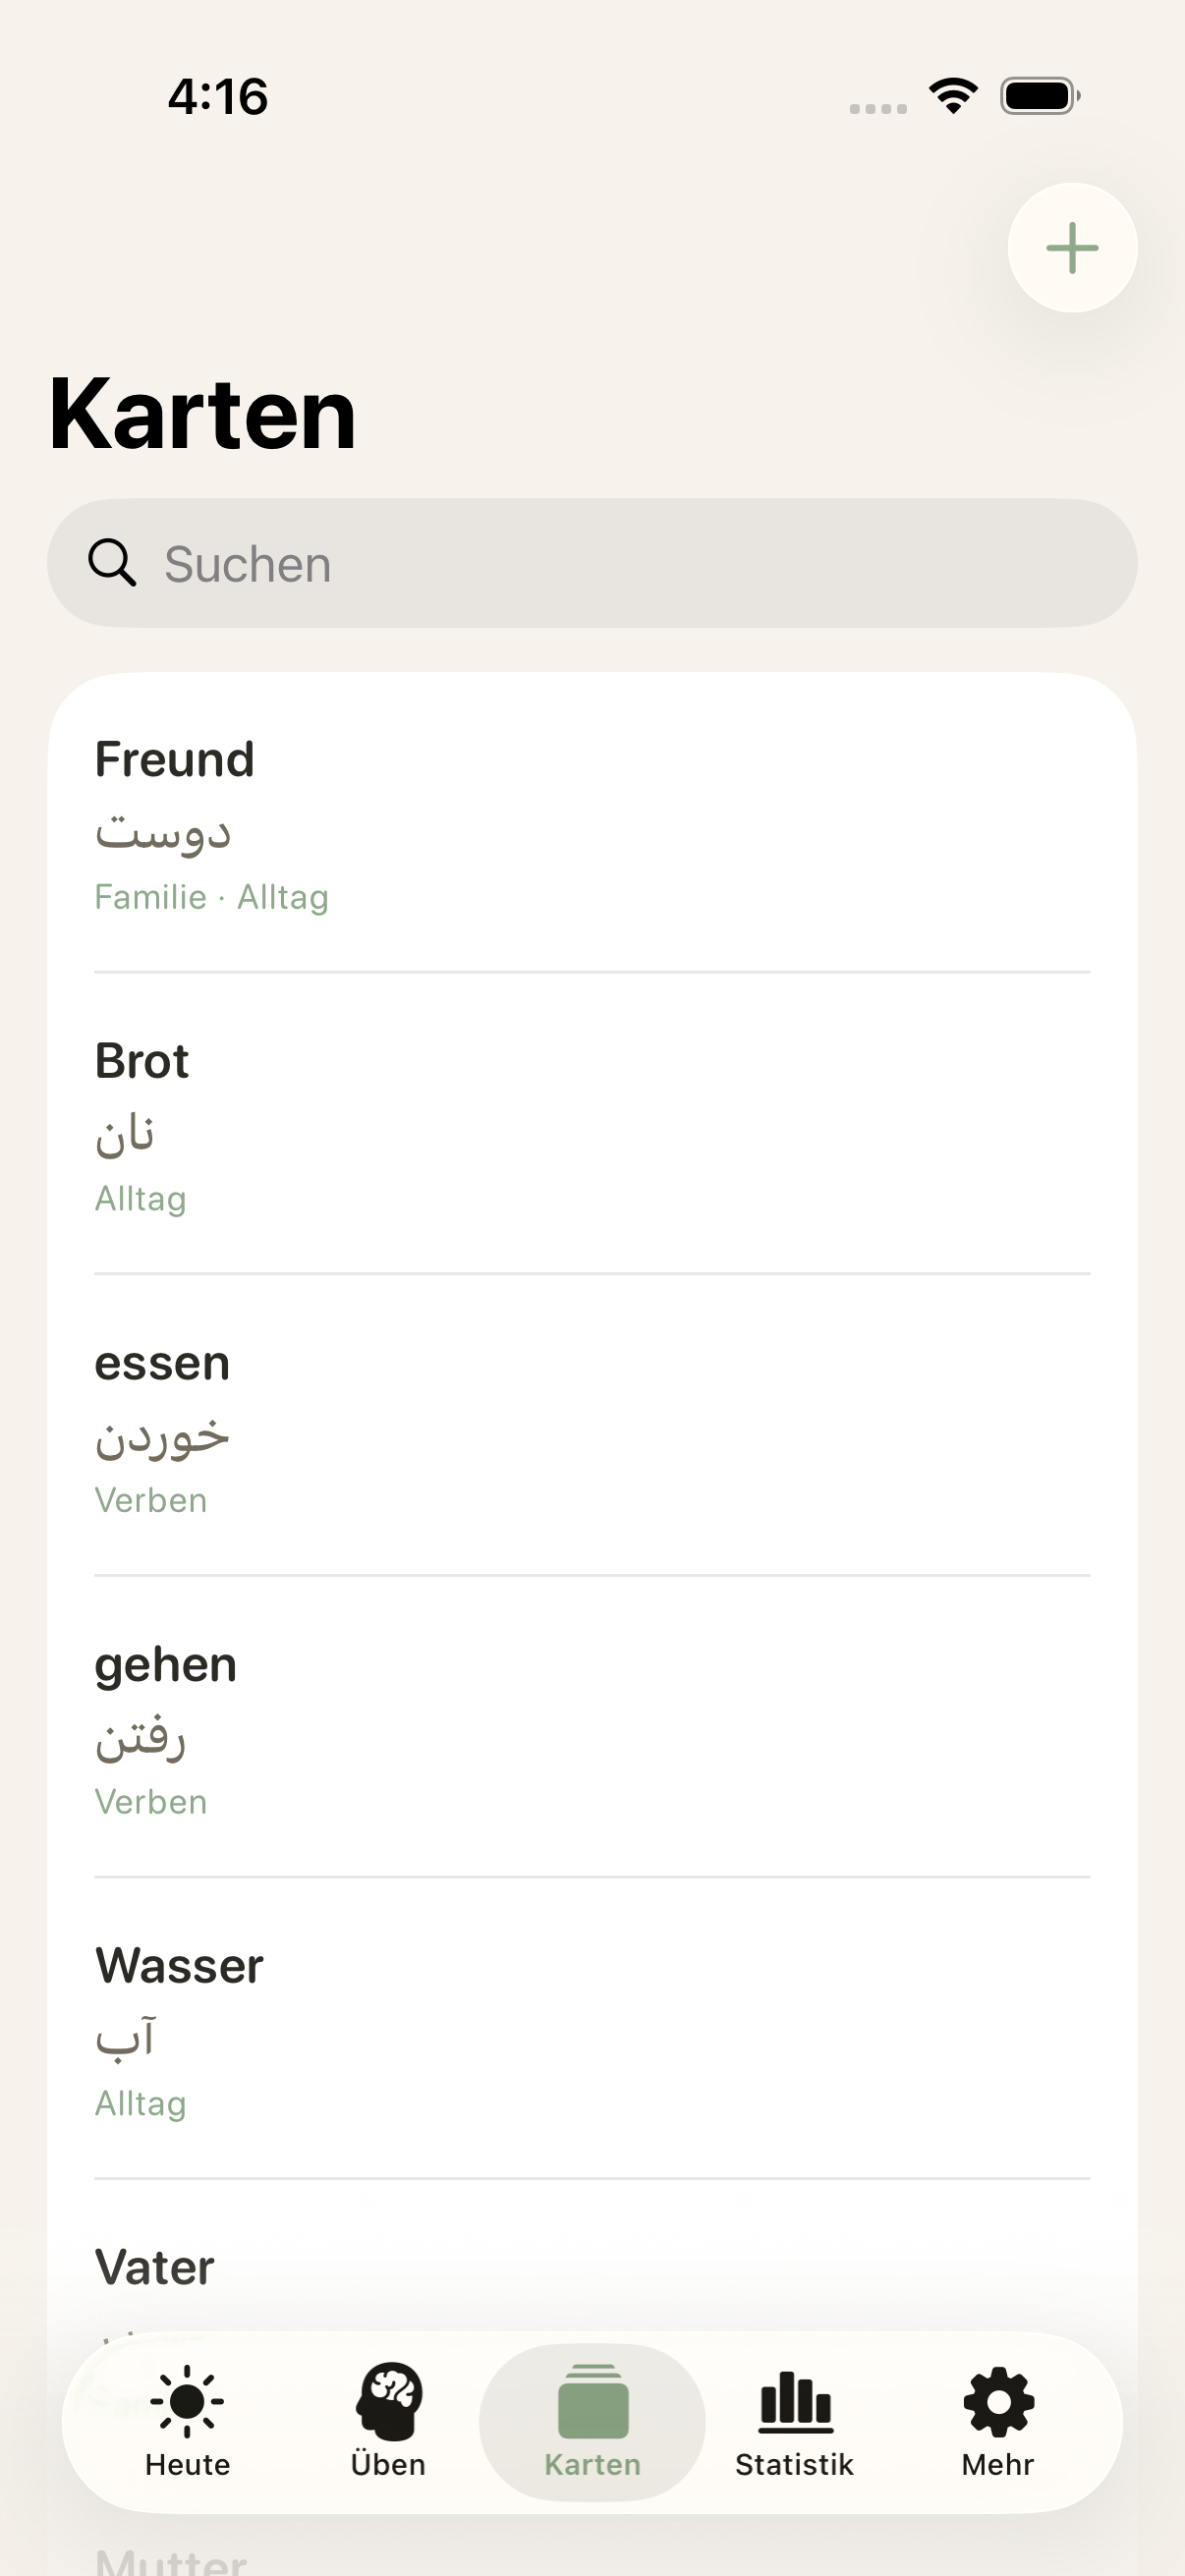 4:16
Karten
Suchen
Freund
دوست
Familie · Alltag
Brot
نان
Alltag
essen
خوردن
Verben
gehen
رفتن
Verben
Wasser
آب
Alltag
Vater
Heute
Üben
Karten
Statistik
Mehr
Mutter